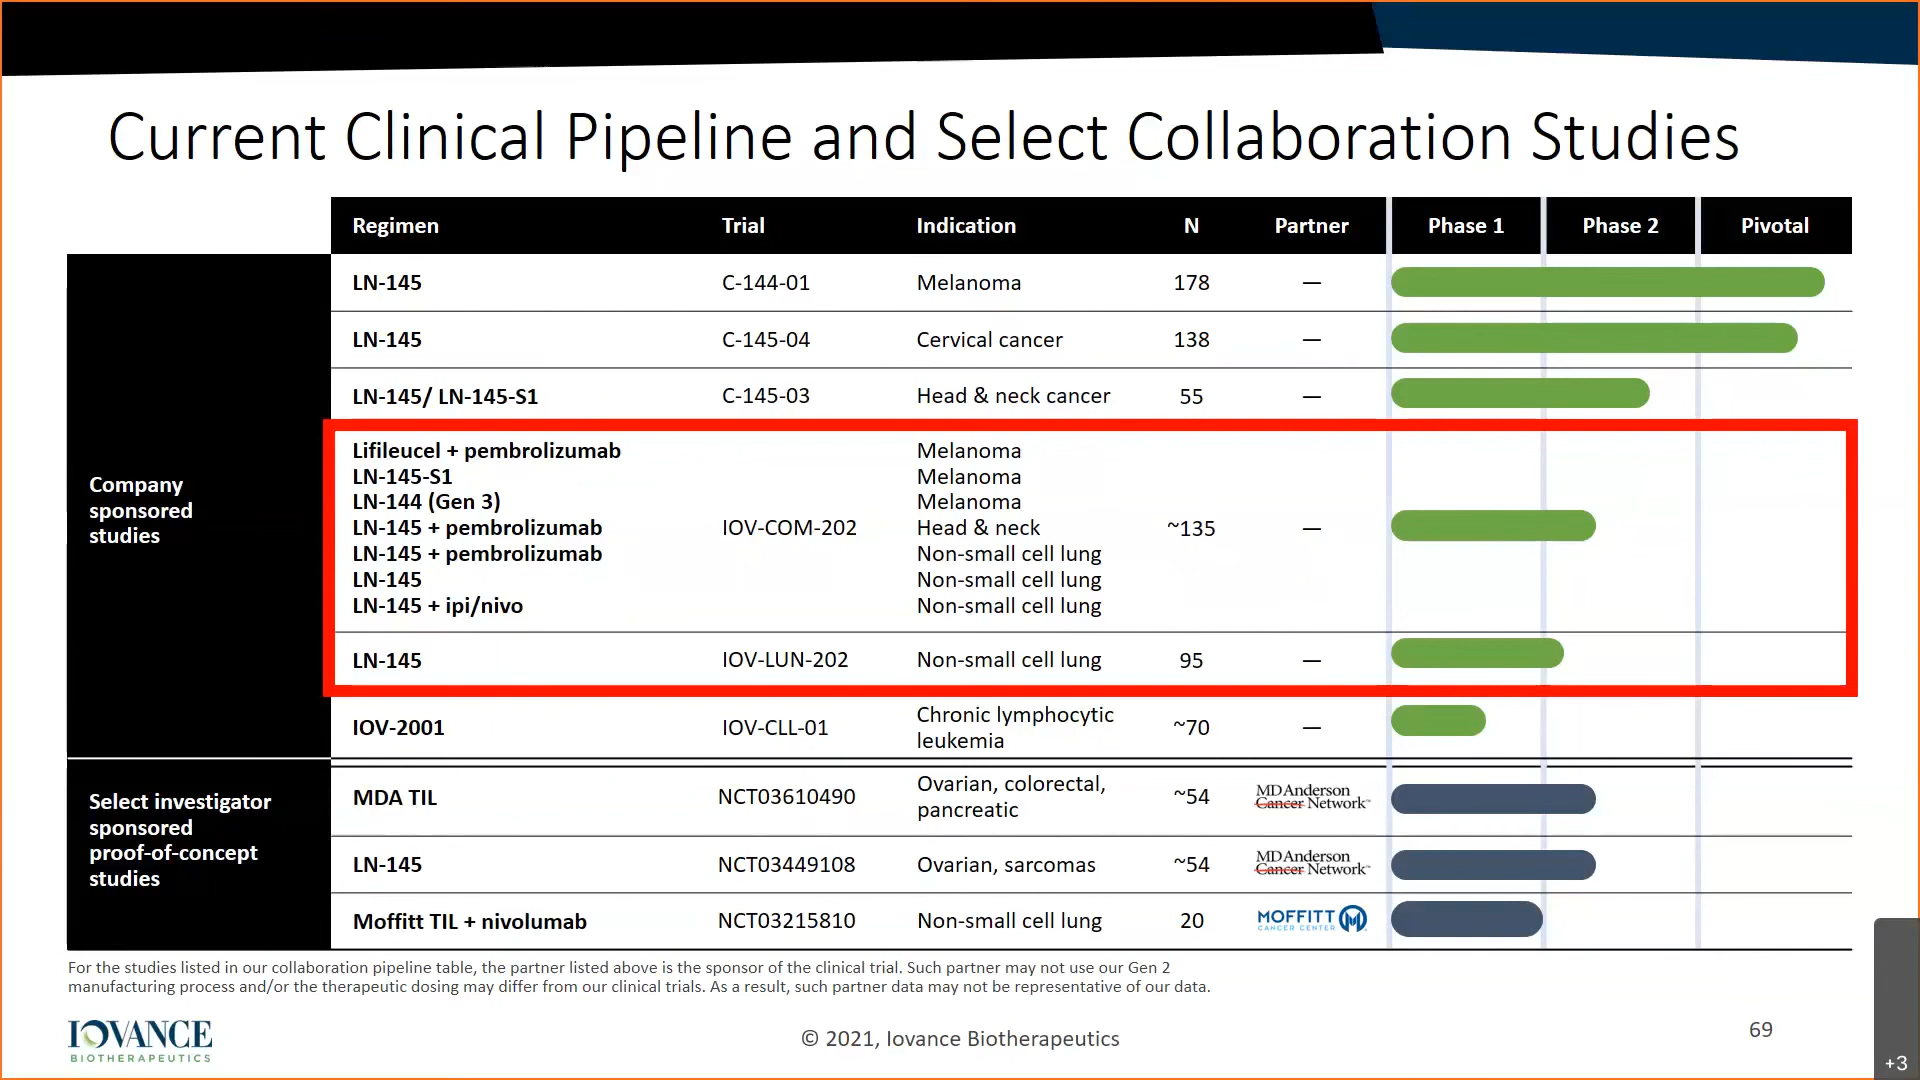 Current Clinical Pipeline and Select Collaboration Studies
Regimen Trial Indication N Partner Phase 1 Phase 2 Pivotal
Company
sponsored
studies
LN-145 C-144-01 Melanoma 178 —
LN-145 C-145-04 Cervical cancer 138 —
LN-145/ LN-145-S1 C-145-03 Head & neck cancer 55 —
Lifileucel + pembrolizumab Melanoma
LN-145-S1 Melanoma
LN-144 (Gen 3) Melanoma
LN-145 + pembrolizumab IOV-COM-202 Head & neck ~135 —
LN-145 + pembrolizumab Non-small cell lung
LN-145 Non-small cell lung
LN-145 + ipi/nivo Non-small cell lung
LN-145 IOV-LUN-202 Non-small cell lung 95 —
IOV-2001 IOV-CLL-01 Chronic lymphocytic
leukemia ~70 —
Select investigator
sponsored
proof-of-concept
studies
MDA TIL NCT03610490 Ovarian, colorectal,
pancreatic ~54 MDAnderson
Cancer Network™
LN-145 NCT03449108 Ovarian, sarcomas ~54 MDAnderson
Cancer Network™
Moffitt TIL + nivolumab NCT03215810 Non-small cell lung 20 MOFFITT
CANCER CENTER
For the studies listed in our collaboration pipeline table, the partner listed above is the sponsor of the clinical trial. Such partner may not use our Gen 2
manufacturing process and/or the therapeutic dosing may differ from our clinical trials. As a result, such partner data may not be representative of our data.
IOVANCE
BIOTHERAPEUTICS
© 2021, Iovance Biotherapeutics
69
+3